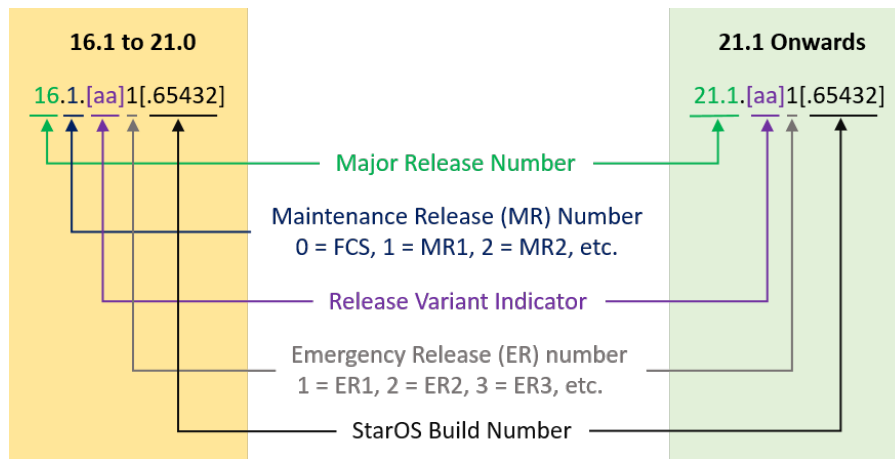 16.1 to 21.0
21.1 Onwards
16.1.[aa]1[.65432]
21.1.[aa]1[.65432]
Major Release Number
Maintenance Release (MR) Number
0 = FCS, 1 = MR1, 2 = MR2, etc.
Release Variant Indicator
Emergency Release (ER) number
1 = ER1, 2 = ER2, 3 = ER3, etc.
StarOS Build Number